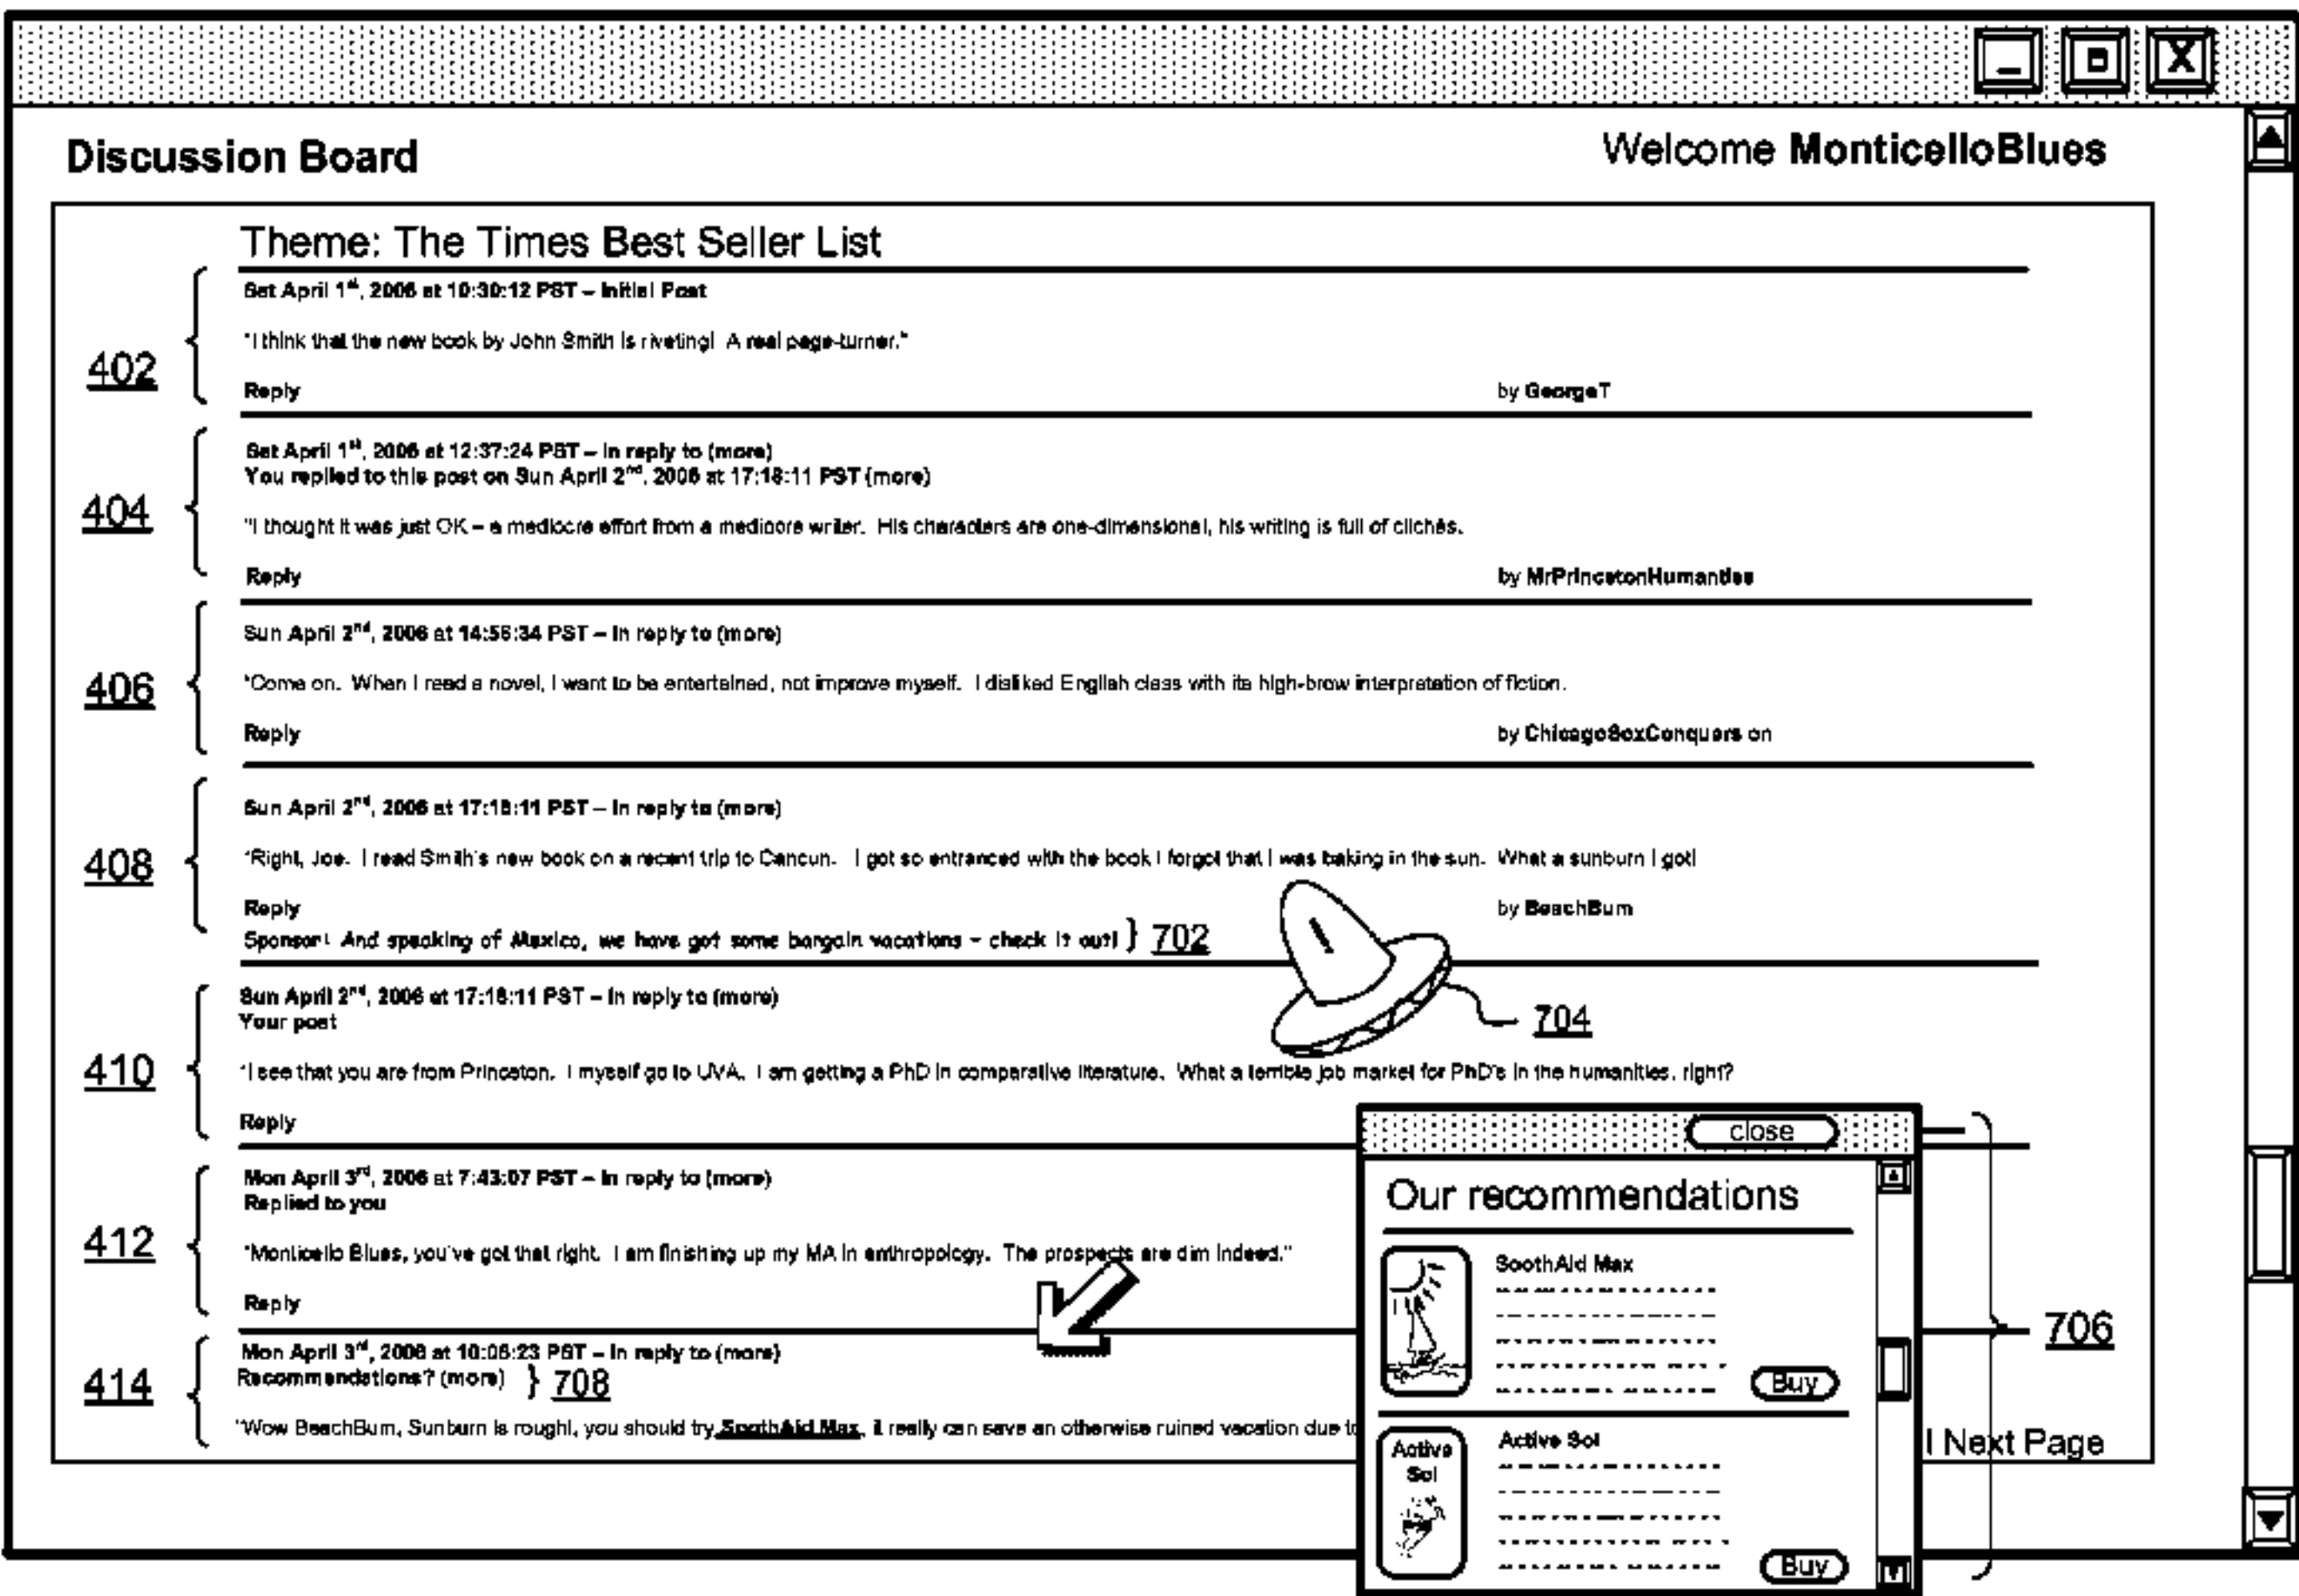 _ X
Discussion Board
Welcome MonticelloBlues
Theme: The Times Best Seller List
402
Sat April 1st, 2006 at 10:30:12 PST – Initial Post
"I think that the new book by John Smith is riveting! A real page-turner."
Reply by GeorgeT
404
Sat April 1st, 2006 at 12:37:24 PST – In reply to (more)
You replied to this post on Sun April 2nd, 2006 at 17:18:11 PST (more)
"I thought it was just OK – a mediocre effort from a mediocre writer. His characters are one-dimensional, his writing is full of clichés.
Reply by MrPrincetonHumanties
406
Sun April 2nd, 2006 at 14:56:34 PST – In reply to (more)
"Come on. When I read a novel, I want to be entertained, not improve myself. I disliked English class with its high-brow interpretation of fiction.
Reply by ChicagoSoxConquers on
408
Sun April 2nd, 2006 at 17:18:11 PST – In reply to (more)
"Right, Joe. I read Smith's new book on a recent trip to Cancun. I got so entranced with the book I forgot that I was baking in the sun. What a sunburn I got!
Reply by BeachBum
Sponsor: And speaking of Mexico, we have got some bargain vacations – check it out! } 702
704
410
Sun April 2nd, 2006 at 17:18:11 PST – In reply to (more)
Your post
"I see that you are from Princeton. I myself go to UVA. I am getting a PhD in comparative literature. What a terrible job market for PhD's in the humanities, right?
Reply
412
Mon April 3rd, 2006 at 7:43:07 PST – In reply to (more)
Replied to you
"Monticello Blues, you've got that right. I am finishing up my MA in anthropology. The prospects are dim indeed."
Reply
414
Mon April 3rd, 2006 at 10:06:23 PST – In reply to (more)
Recommendations? (more) } 708
"Wow BeachBum, Sunburn is rough!, you should try SoothAid Max, it really can save an otherwise ruined vacation due to
close
Our recommendations
SoothAid Max
Buy
706
Active Sol
Active Sol
Buy
l Next Page